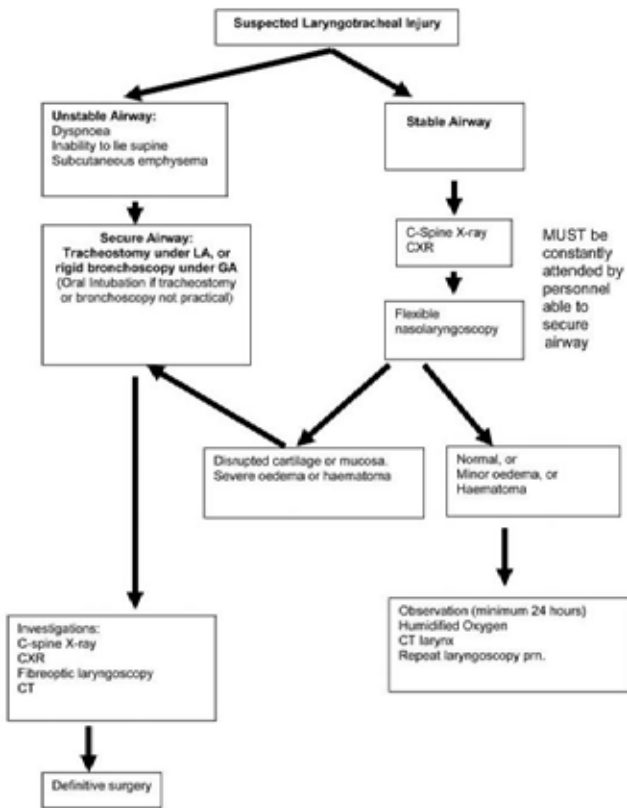 Suspected Laryngotracheal Injury
Unstable Airway:
Dyspnoea
Inability to lie supine
Subcutaneous emphysema
Stable Airway
Secure Airway:
Tracheostomy under LA, or
rigid bronchoscopy under GA
(Oral Intubation if tracheostomy
or bronchoscopy not practical)
C-Spine X-ray
CXR
MUST be
constantly
attended by
personnel
able to
secure
airway
Flexible
nasolaryngoscopy
Disrupted cartilage or mucosa.
Severe oedema or haematoma
Normal, or
Minor oedema, or
Haematoma
Observation (minimum 24 hours)
Humidified Oxygen
CT larynx
Repeat laryngoscopy prn.
Investigations:
C-spine X-ray
CXR
Fibreoptic laryngoscopy
CT
Definitive surgery